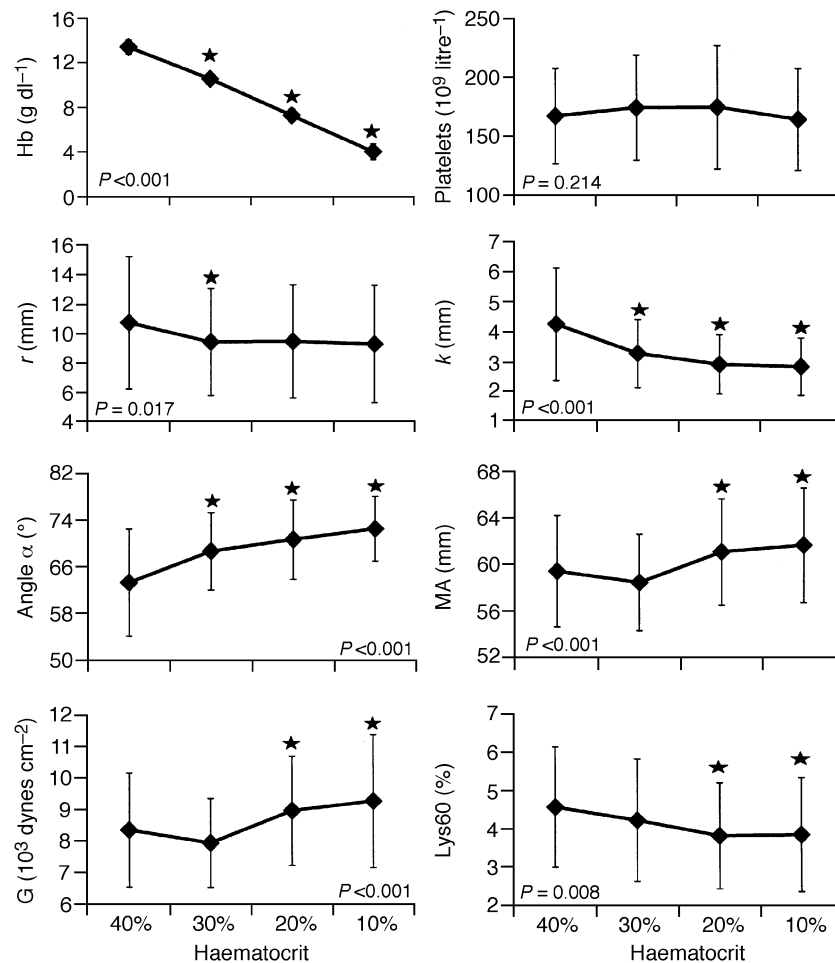 Hb (g dl⁻¹)
16
12
8
4
0
P <0.001
Platelets (10⁹ litre⁻¹)
250
200
150
100
P = 0.214
r (mm)
16
14
12
10
8
6
4
P = 0.017
k (mm)
7
6
5
4
3
2
1
P <0.001
Angle α (°)
82
74
66
58
50
P <0.001
MA (mm)
68
64
60
56
52
P <0.001
G (10³ dynes cm⁻²)
12
11
10
9
8
7
6
P <0.001
40% 30% 20% 10%
Haematocrit
Lys60 (%)
7
6
5
4
3
2
P = 0.008
40% 30% 20% 10%
Haematocrit